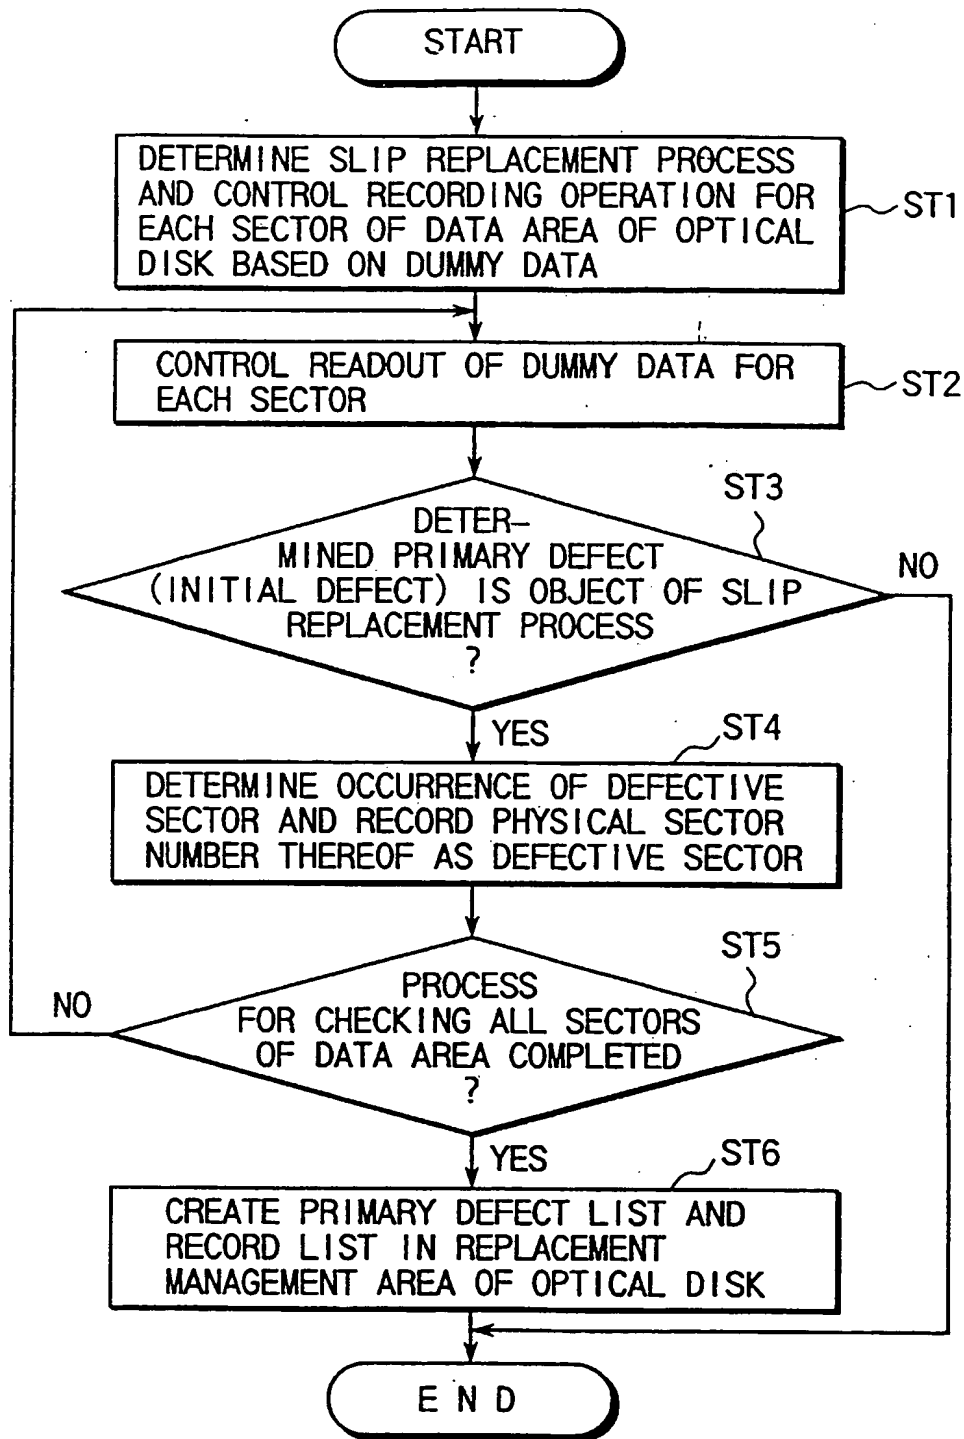 START
DETERMINE SLIP REPLACEMENT PROCESS
AND CONTROL RECORDING OPERATION FOR
EACH SECTOR OF DATA AREA OF OPTICAL
DISK BASED ON DUMMY DATA
ST1
CONTROL READOUT OF DUMMY DATA FOR
EACH SECTOR
ST2
ST3
DETER-
MINED PRIMARY DEFECT
(INITIAL DEFECT) IS OBJECT OF SLIP
REPLACEMENT PROCESS
?
NO
YES
ST4
DETERMINE OCCURRENCE OF DEFECTIVE
SECTOR AND RECORD PHYSICAL SECTOR
NUMBER THEREOF AS DEFECTIVE SECTOR
ST5
NO
PROCESS
FOR CHECKING ALL SECTORS
OF DATA AREA COMPLETED
?
YES
ST6
CREATE PRIMARY DEFECT LIST AND
RECORD LIST IN REPLACEMENT
MANAGEMENT AREA OF OPTICAL DISK
END